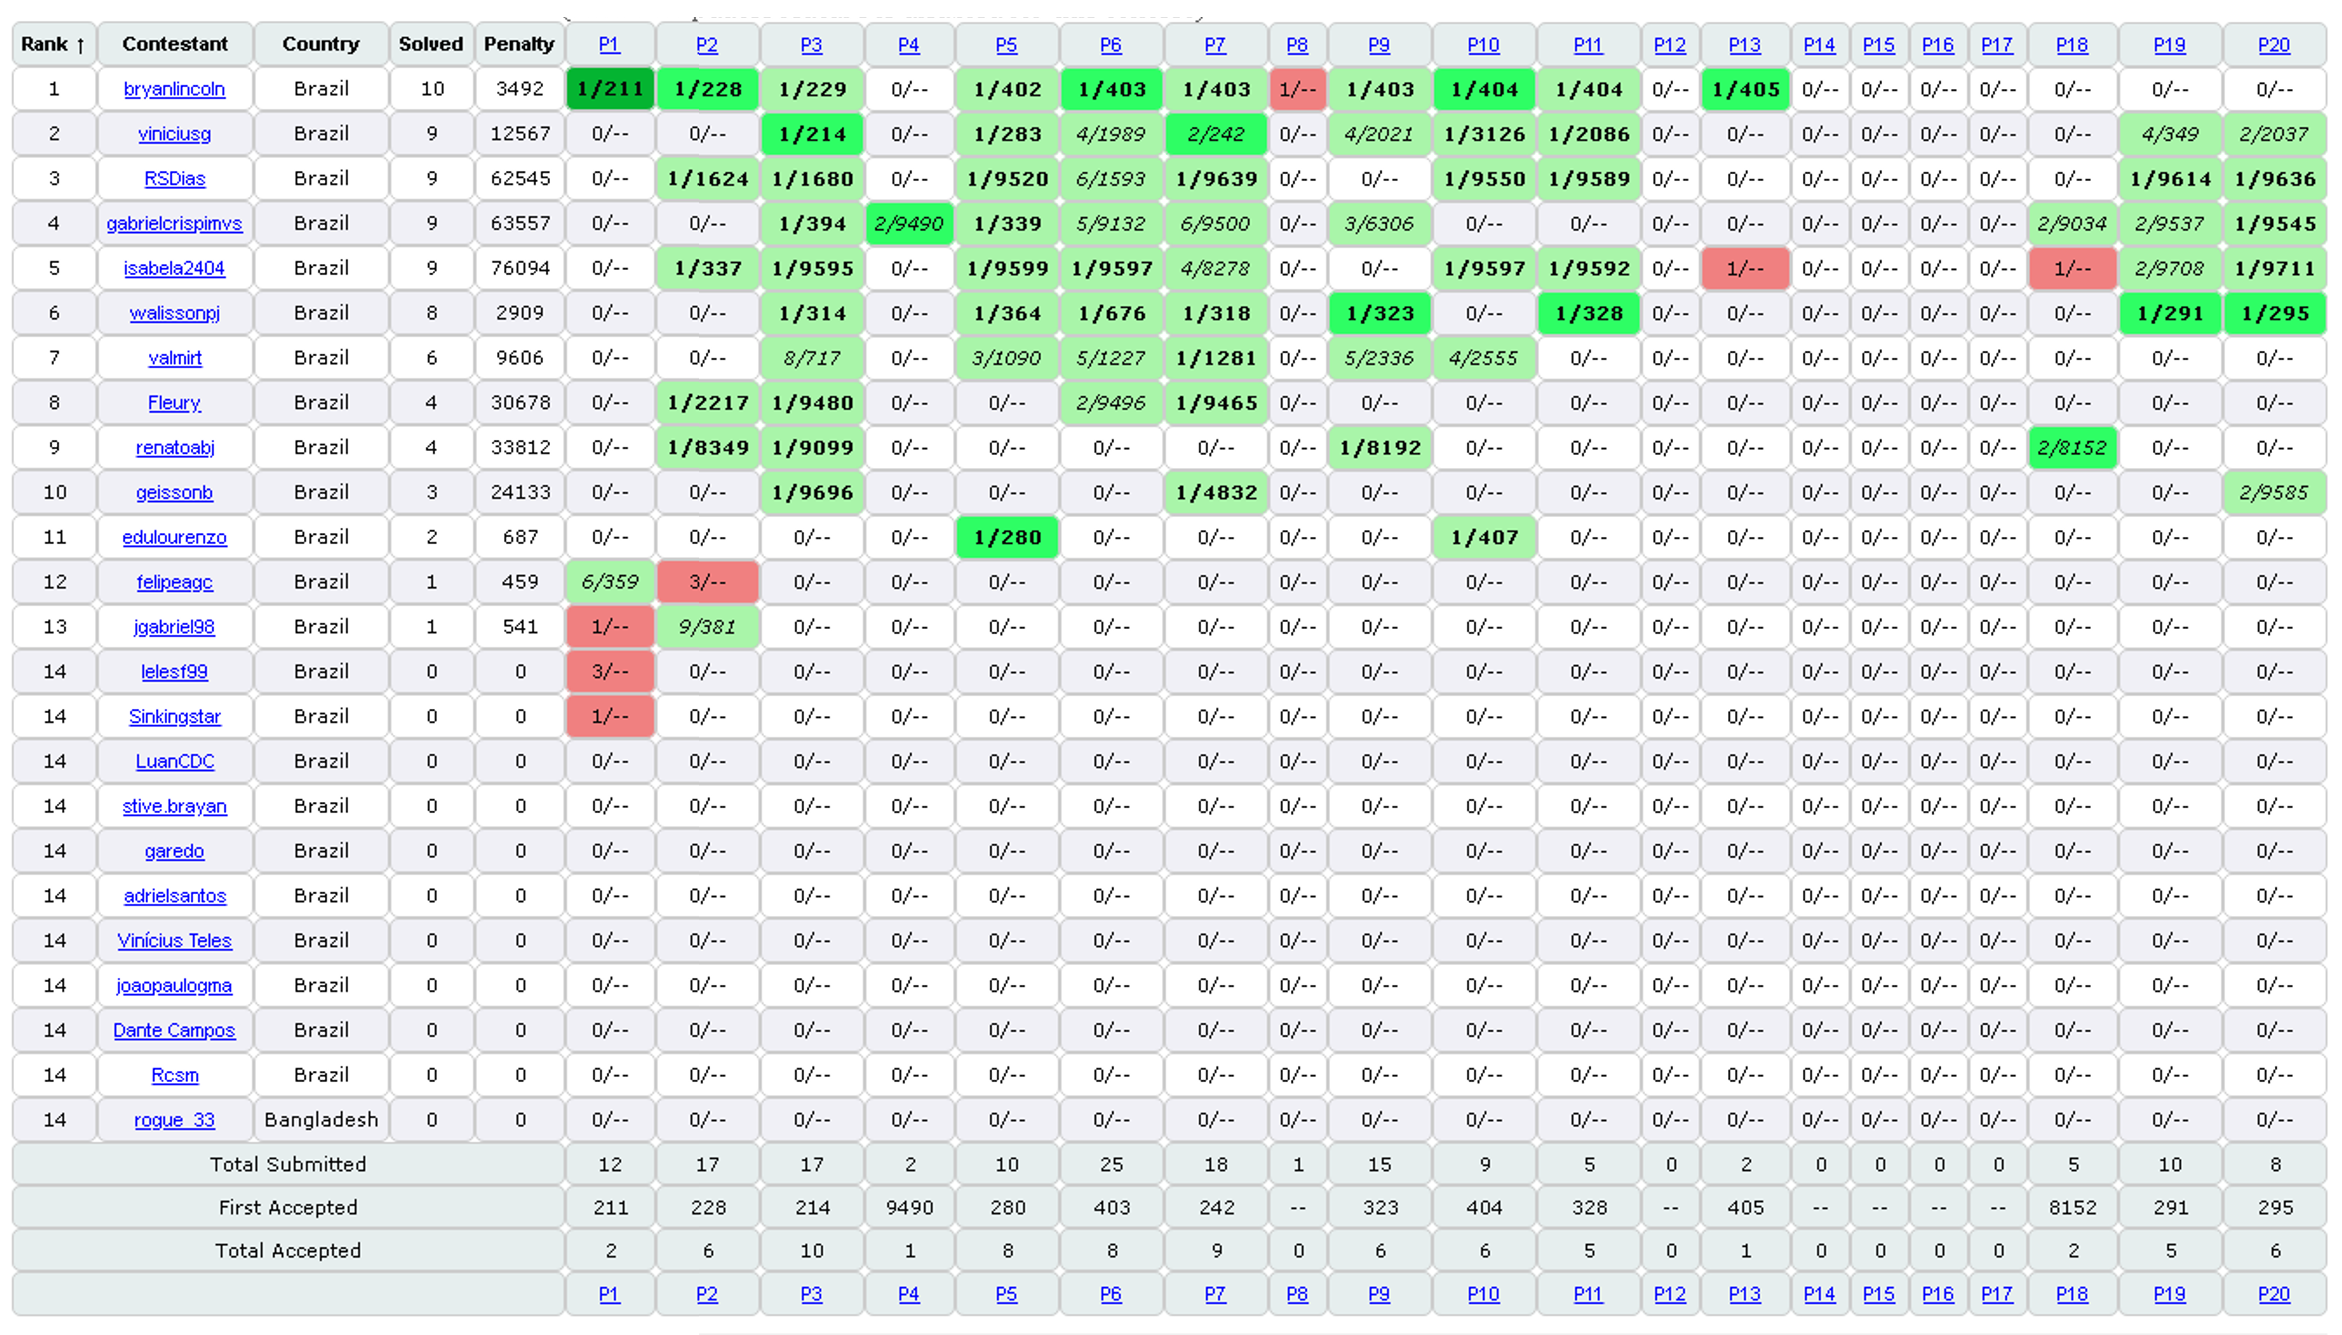 Rank ↑ Contestant Country Solved Penalty P1 P2 P3 P4 P5 P6 P7 P8 P9 P10 P11 P12 P13 P14 P15 P16 P17 P18 P19 P20
1 bryanlincoln Brazil 10 3492 1/211 1/228 1/229 0/-- 1/402 1/403 1/403 1/-- 1/403 1/404 1/404 0/-- 1/405 0/-- 0/-- 0/-- 0/-- 0/-- 0/-- 0/--
2 viniciusg Brazil 9 12567 0/-- 0/-- 1/214 0/-- 1/283 4/1989 2/242 0/-- 4/2021 1/3126 1/2086 0/-- 0/-- 0/-- 0/-- 0/-- 0/-- 0/-- 4/349 2/2037
3 RSDias Brazil 9 62545 0/-- 1/1624 1/1680 0/-- 1/9520 6/1593 1/9639 0/-- 0/-- 1/9550 1/9589 0/-- 0/-- 0/-- 0/-- 0/-- 0/-- 0/-- 1/9614 1/9636
4 gabrielcrispimvs Brazil 9 63557 0/-- 0/-- 1/394 2/9490 1/339 5/9132 6/9500 0/-- 3/6306 0/-- 0/-- 0/-- 0/-- 0/-- 0/-- 0/-- 0/-- 2/9034 2/9537 1/9545
5 isabela2404 Brazil 9 76094 0/-- 1/337 1/9595 0/-- 1/9599 1/9597 4/8278 0/-- 0/-- 1/9597 1/9592 0/-- 1/-- 0/-- 0/-- 0/-- 0/-- 1/-- 2/9708 1/9711
6 walissonpj Brazil 8 2909 0/-- 0/-- 1/314 0/-- 1/364 1/676 1/318 0/-- 1/323 0/-- 1/328 0/-- 0/-- 0/-- 0/-- 0/-- 0/-- 0/-- 1/291 1/295
7 valmirt Brazil 6 9606 0/-- 0/-- 8/717 0/-- 3/1090 5/1227 1/1281 0/-- 5/2336 4/2555 0/-- 0/-- 0/-- 0/-- 0/-- 0/-- 0/-- 0/-- 0/-- 0/--
8 Fleury Brazil 4 30678 0/-- 1/2217 1/9480 0/-- 0/-- 2/9496 1/9465 0/-- 0/-- 0/-- 0/-- 0/-- 0/-- 0/-- 0/-- 0/-- 0/-- 0/-- 0/-- 0/--
9 renatoabj Brazil 4 33812 0/-- 1/8349 1/9099 0/-- 0/-- 0/-- 0/-- 0/-- 1/8192 0/-- 0/-- 0/-- 0/-- 0/-- 0/-- 0/-- 0/-- 2/8152 0/-- 0/--
10 geissonb Brazil 3 24133 0/-- 0/-- 1/9696 0/-- 0/-- 0/-- 1/4832 0/-- 0/-- 0/-- 0/-- 0/-- 0/-- 0/-- 0/-- 0/-- 0/-- 0/-- 0/-- 2/9585
11 edulourenzo Brazil 2 687 0/-- 0/-- 0/-- 0/-- 1/280 0/-- 0/-- 0/-- 0/-- 1/407 0/-- 0/-- 0/-- 0/-- 0/-- 0/-- 0/-- 0/-- 0/-- 0/--
12 felipeagc Brazil 1 459 6/359 3/-- 0/-- 0/-- 0/-- 0/-- 0/-- 0/-- 0/-- 0/-- 0/-- 0/-- 0/-- 0/-- 0/-- 0/-- 0/-- 0/-- 0/-- 0/--
13 jgabriel98 Brazil 1 541 1/-- 9/381 0/-- 0/-- 0/-- 0/-- 0/-- 0/-- 0/-- 0/-- 0/-- 0/-- 0/-- 0/-- 0/-- 0/-- 0/-- 0/-- 0/-- 0/--
14 lelesf99 Brazil 0 0 3/-- 0/-- 0/-- 0/-- 0/-- 0/-- 0/-- 0/-- 0/-- 0/-- 0/-- 0/-- 0/-- 0/-- 0/-- 0/-- 0/-- 0/-- 0/-- 0/--
14 Sinkingstar Brazil 0 0 1/-- 0/-- 0/-- 0/-- 0/-- 0/-- 0/-- 0/-- 0/-- 0/-- 0/-- 0/-- 0/-- 0/-- 0/-- 0/-- 0/-- 0/-- 0/-- 0/--
14 LuanCDC Brazil 0 0 0/-- 0/-- 0/-- 0/-- 0/-- 0/-- 0/-- 0/-- 0/-- 0/-- 0/-- 0/-- 0/-- 0/-- 0/-- 0/-- 0/-- 0/-- 0/-- 0/--
14 stive.brayan Brazil 0 0 0/-- 0/-- 0/-- 0/-- 0/-- 0/-- 0/-- 0/-- 0/-- 0/-- 0/-- 0/-- 0/-- 0/-- 0/-- 0/-- 0/-- 0/-- 0/-- 0/--
14 garedo Brazil 0 0 0/-- 0/-- 0/-- 0/-- 0/-- 0/-- 0/-- 0/-- 0/-- 0/-- 0/-- 0/-- 0/-- 0/-- 0/-- 0/-- 0/-- 0/-- 0/-- 0/--
14 adrielsantos Brazil 0 0 0/-- 0/-- 0/-- 0/-- 0/-- 0/-- 0/-- 0/-- 0/-- 0/-- 0/-- 0/-- 0/-- 0/-- 0/-- 0/-- 0/-- 0/-- 0/-- 0/--
14 Vinícius Teles Brazil 0 0 0/-- 0/-- 0/-- 0/-- 0/-- 0/-- 0/-- 0/-- 0/-- 0/-- 0/-- 0/-- 0/-- 0/-- 0/-- 0/-- 0/-- 0/-- 0/-- 0/--
14 joaopaulogma Brazil 0 0 0/-- 0/-- 0/-- 0/-- 0/-- 0/-- 0/-- 0/-- 0/-- 0/-- 0/-- 0/-- 0/-- 0/-- 0/-- 0/-- 0/-- 0/-- 0/-- 0/--
14 Dante Campos Brazil 0 0 0/-- 0/-- 0/-- 0/-- 0/-- 0/-- 0/-- 0/-- 0/-- 0/-- 0/-- 0/-- 0/-- 0/-- 0/-- 0/-- 0/-- 0/-- 0/-- 0/--
14 Rcsm Brazil 0 0 0/-- 0/-- 0/-- 0/-- 0/-- 0/-- 0/-- 0/-- 0/-- 0/-- 0/-- 0/-- 0/-- 0/-- 0/-- 0/-- 0/-- 0/-- 0/-- 0/--
14 rogue_33 Bangladesh 0 0 0/-- 0/-- 0/-- 0/-- 0/-- 0/-- 0/-- 0/-- 0/-- 0/-- 0/-- 0/-- 0/-- 0/-- 0/-- 0/-- 0/-- 0/-- 0/-- 0/--
Total Submitted 12 17 17 2 10 25 18 1 15 9 5 0 2 0 0 0 0 5 10 8
First Accepted 211 228 214 9490 280 403 242 -- 323 404 328 -- 405 -- -- -- -- 8152 291 295
Total Accepted 2 6 10 1 8 8 9 0 6 6 5 0 1 0 0 0 0 2 5 6
P1 P2 P3 P4 P5 P6 P7 P8 P9 P10 P11 P12 P13 P14 P15 P16 P17 P18 P19 P20